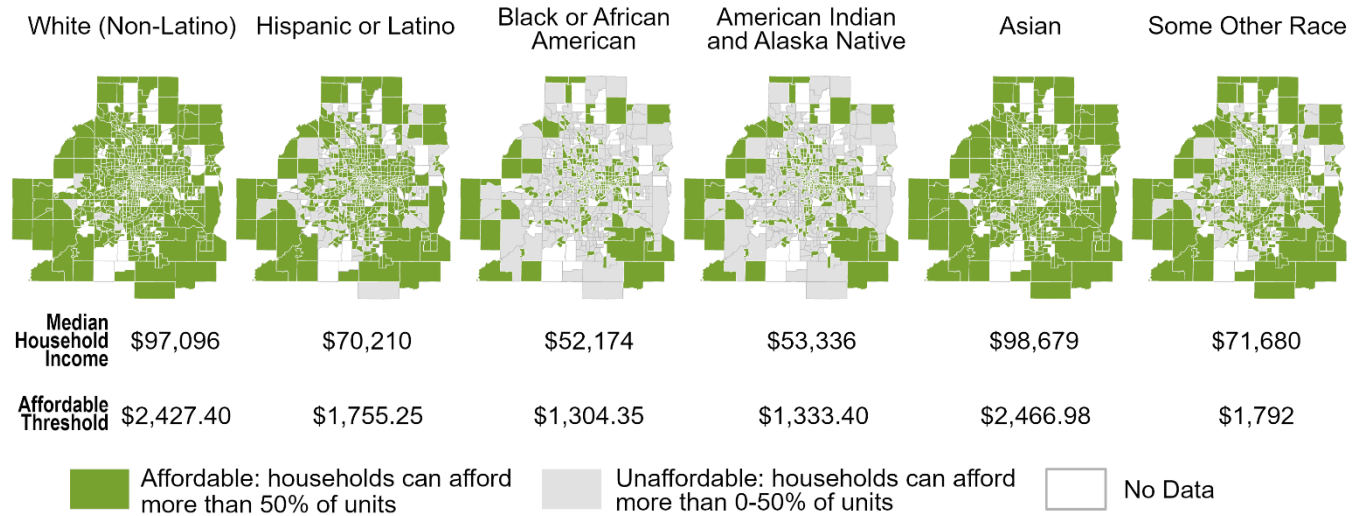 White (Non-Latino)
Hispanic or Latino
Black or African
American
American Indian
and Alaska Native
Asian
Some Other Race
Median
Household
Income
$97,096
$70,210
$52,174
$53,336
$98,679
$71,680
Affordable
Threshold
$2,427.40
$1,755.25
$1,304.35
$1,333.40
$2,466.98
$1,792
Affordable: households can afford
more than 50% of units
Unaffordable: households can afford
more than 0-50% of units
No Data